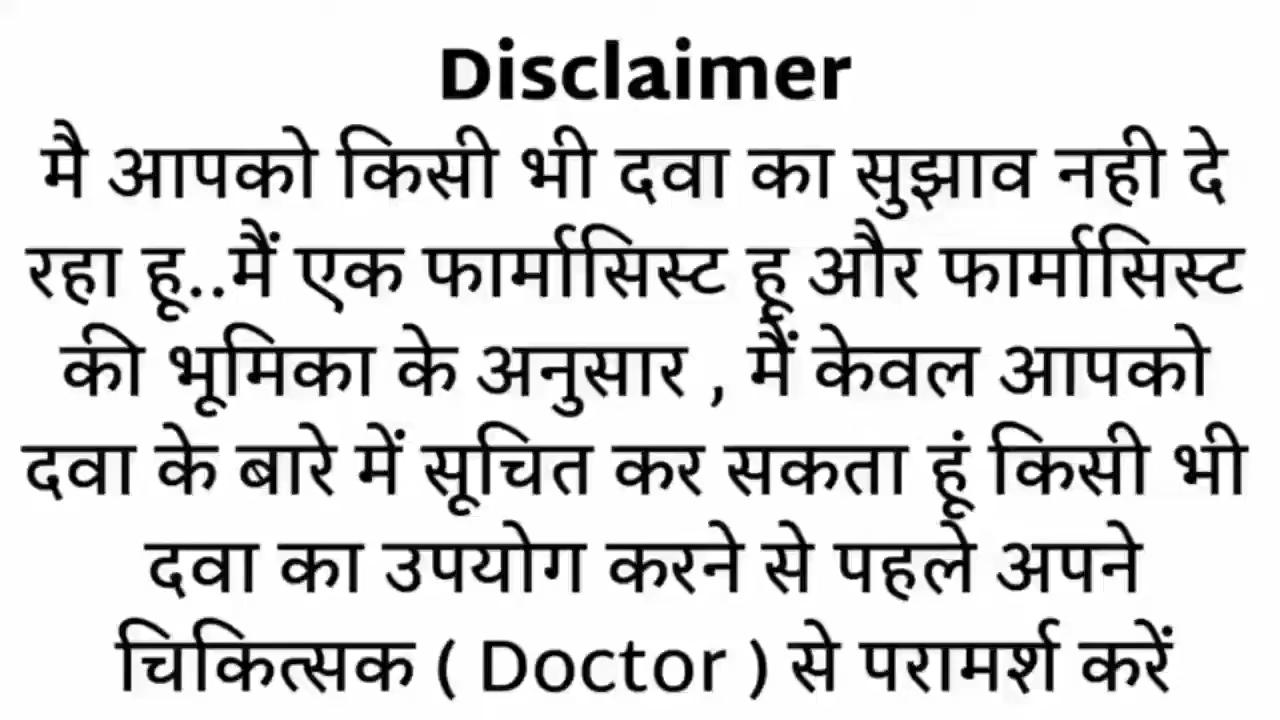 Disclaimer
मै आपको किसी भी दवा का सुझाव नही दे
रहा हू..मैं एक फार्मासिस्ट हू और फार्मासिस्ट
की भूमिका के अनुसार , मैं केवल आपको
दवा के बारे में सूचित कर सकता हूं किसी भी
दवा का उपयोग करने से पहले अपने
चिकित्सक ( Doctor ) से परामर्श करें